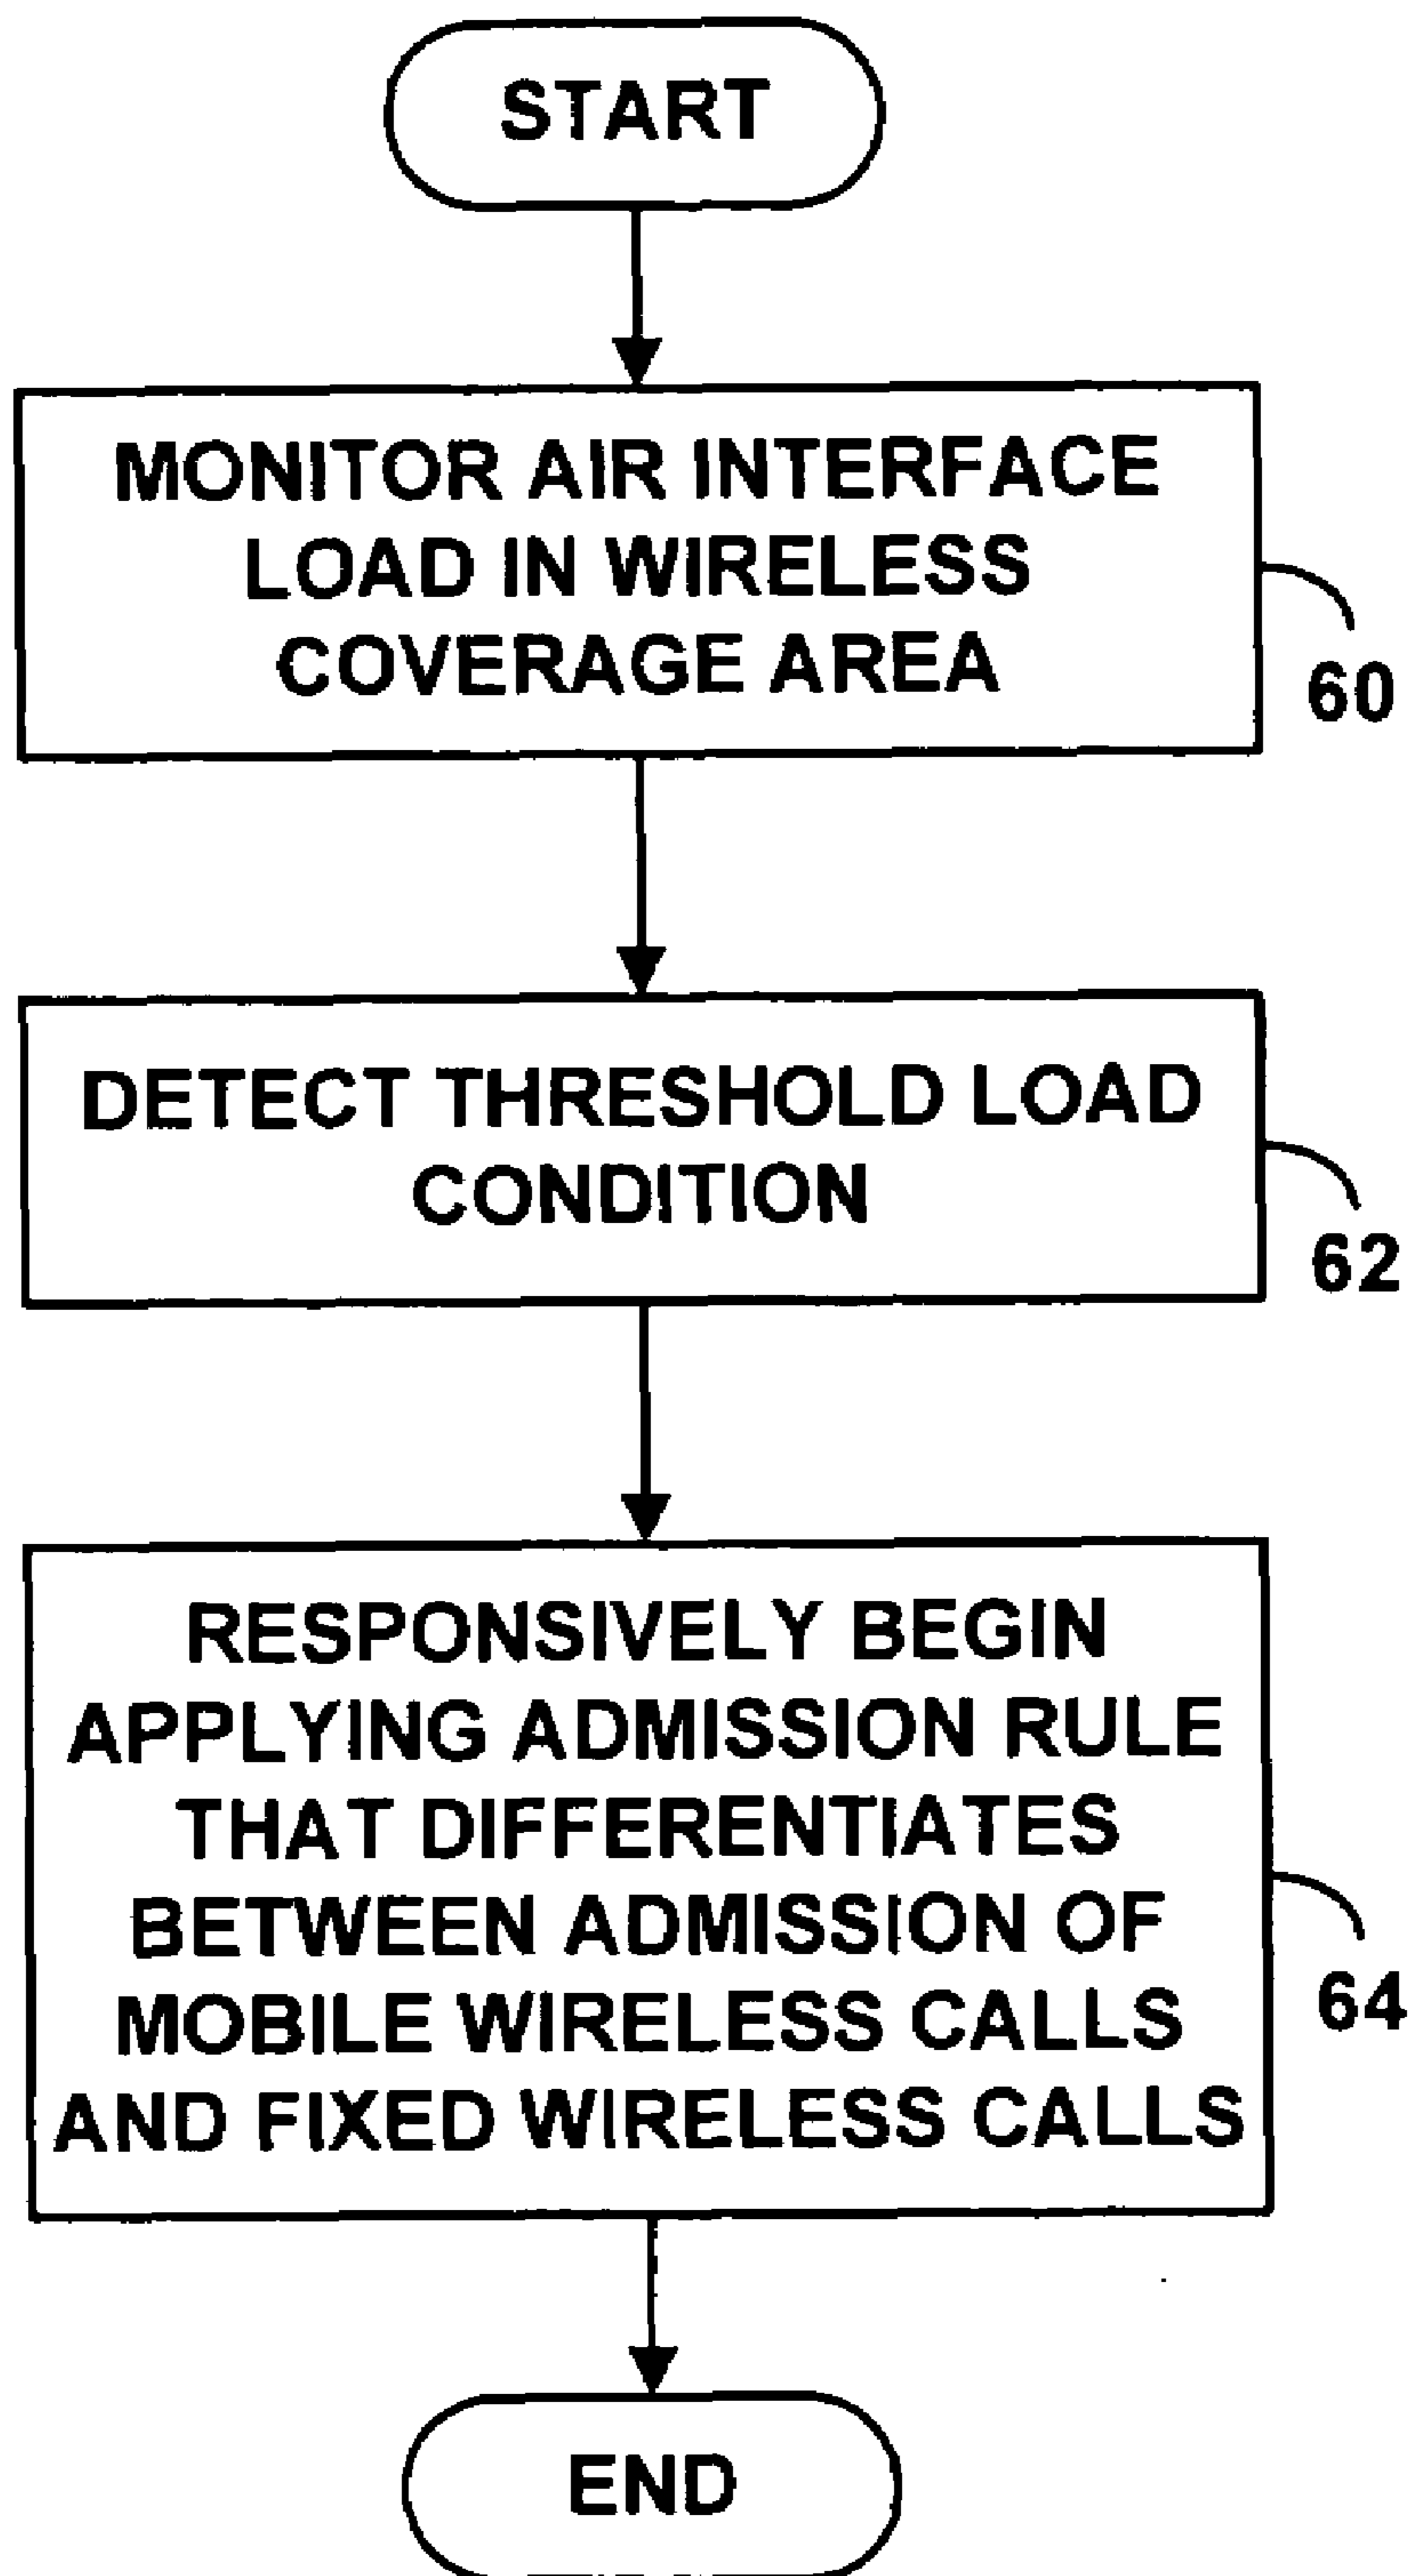 START
MONITOR AIR INTERFACE
LOAD IN WIRELESS
COVERAGE AREA
60
DETECT THRESHOLD LOAD
CONDITION
62
RESPONSIVELY BEGIN
APPLYING ADMISSION RULE
THAT DIFFERENTIATES
BETWEEN ADMISSION OF
MOBILE WIRELESS CALLS
AND FIXED WIRELESS CALLS
64
END